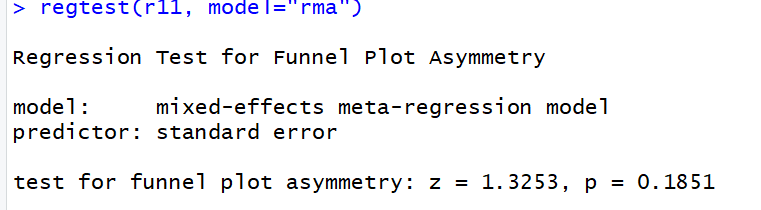 > regtest(r11, model="rma")
Regression Test for Funnel Plot Asymmetry
model:     mixed-effects meta-regression model
predictor: standard error
test for funnel plot asymmetry: z = 1.3253, p = 0.1851